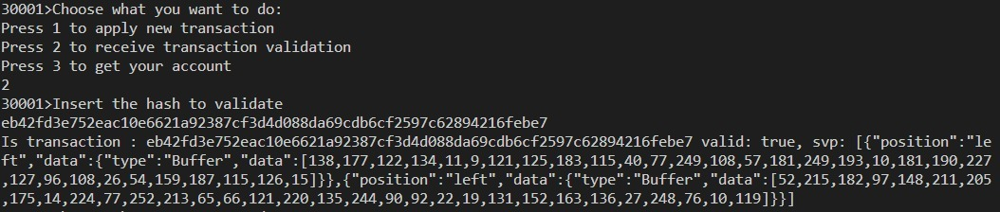 30001>Choose what you want to do:
Press 1 to apply new transaction
Press 2 to receive transaction validation
Press 3 to get your account
2
30001>Insert the hash to validate
eb42fd3e752eac10e6621a92387cf3d4d088da69cdb6cf2597c62894216febe7
Is transaction : eb42fd3e752eac10e6621a92387cf3d4d088da69cdb6cf2597c62894216febe7 valid: true, svp: [{"position":"le
ft","data":{"type":"Buffer","data":[138,177,122,134,11,9,121,125,183,115,40,77,249,108,57,181,249,193,10,181,190,227
,127,96,108,26,54,159,187,115,126,15]}},{"position":"left","data":{"type":"Buffer","data":[52,215,182,97,148,211,205
,175,14,224,77,252,213,65,66,121,220,135,244,90,92,22,19,131,152,163,136,27,248,76,10,119]}}]